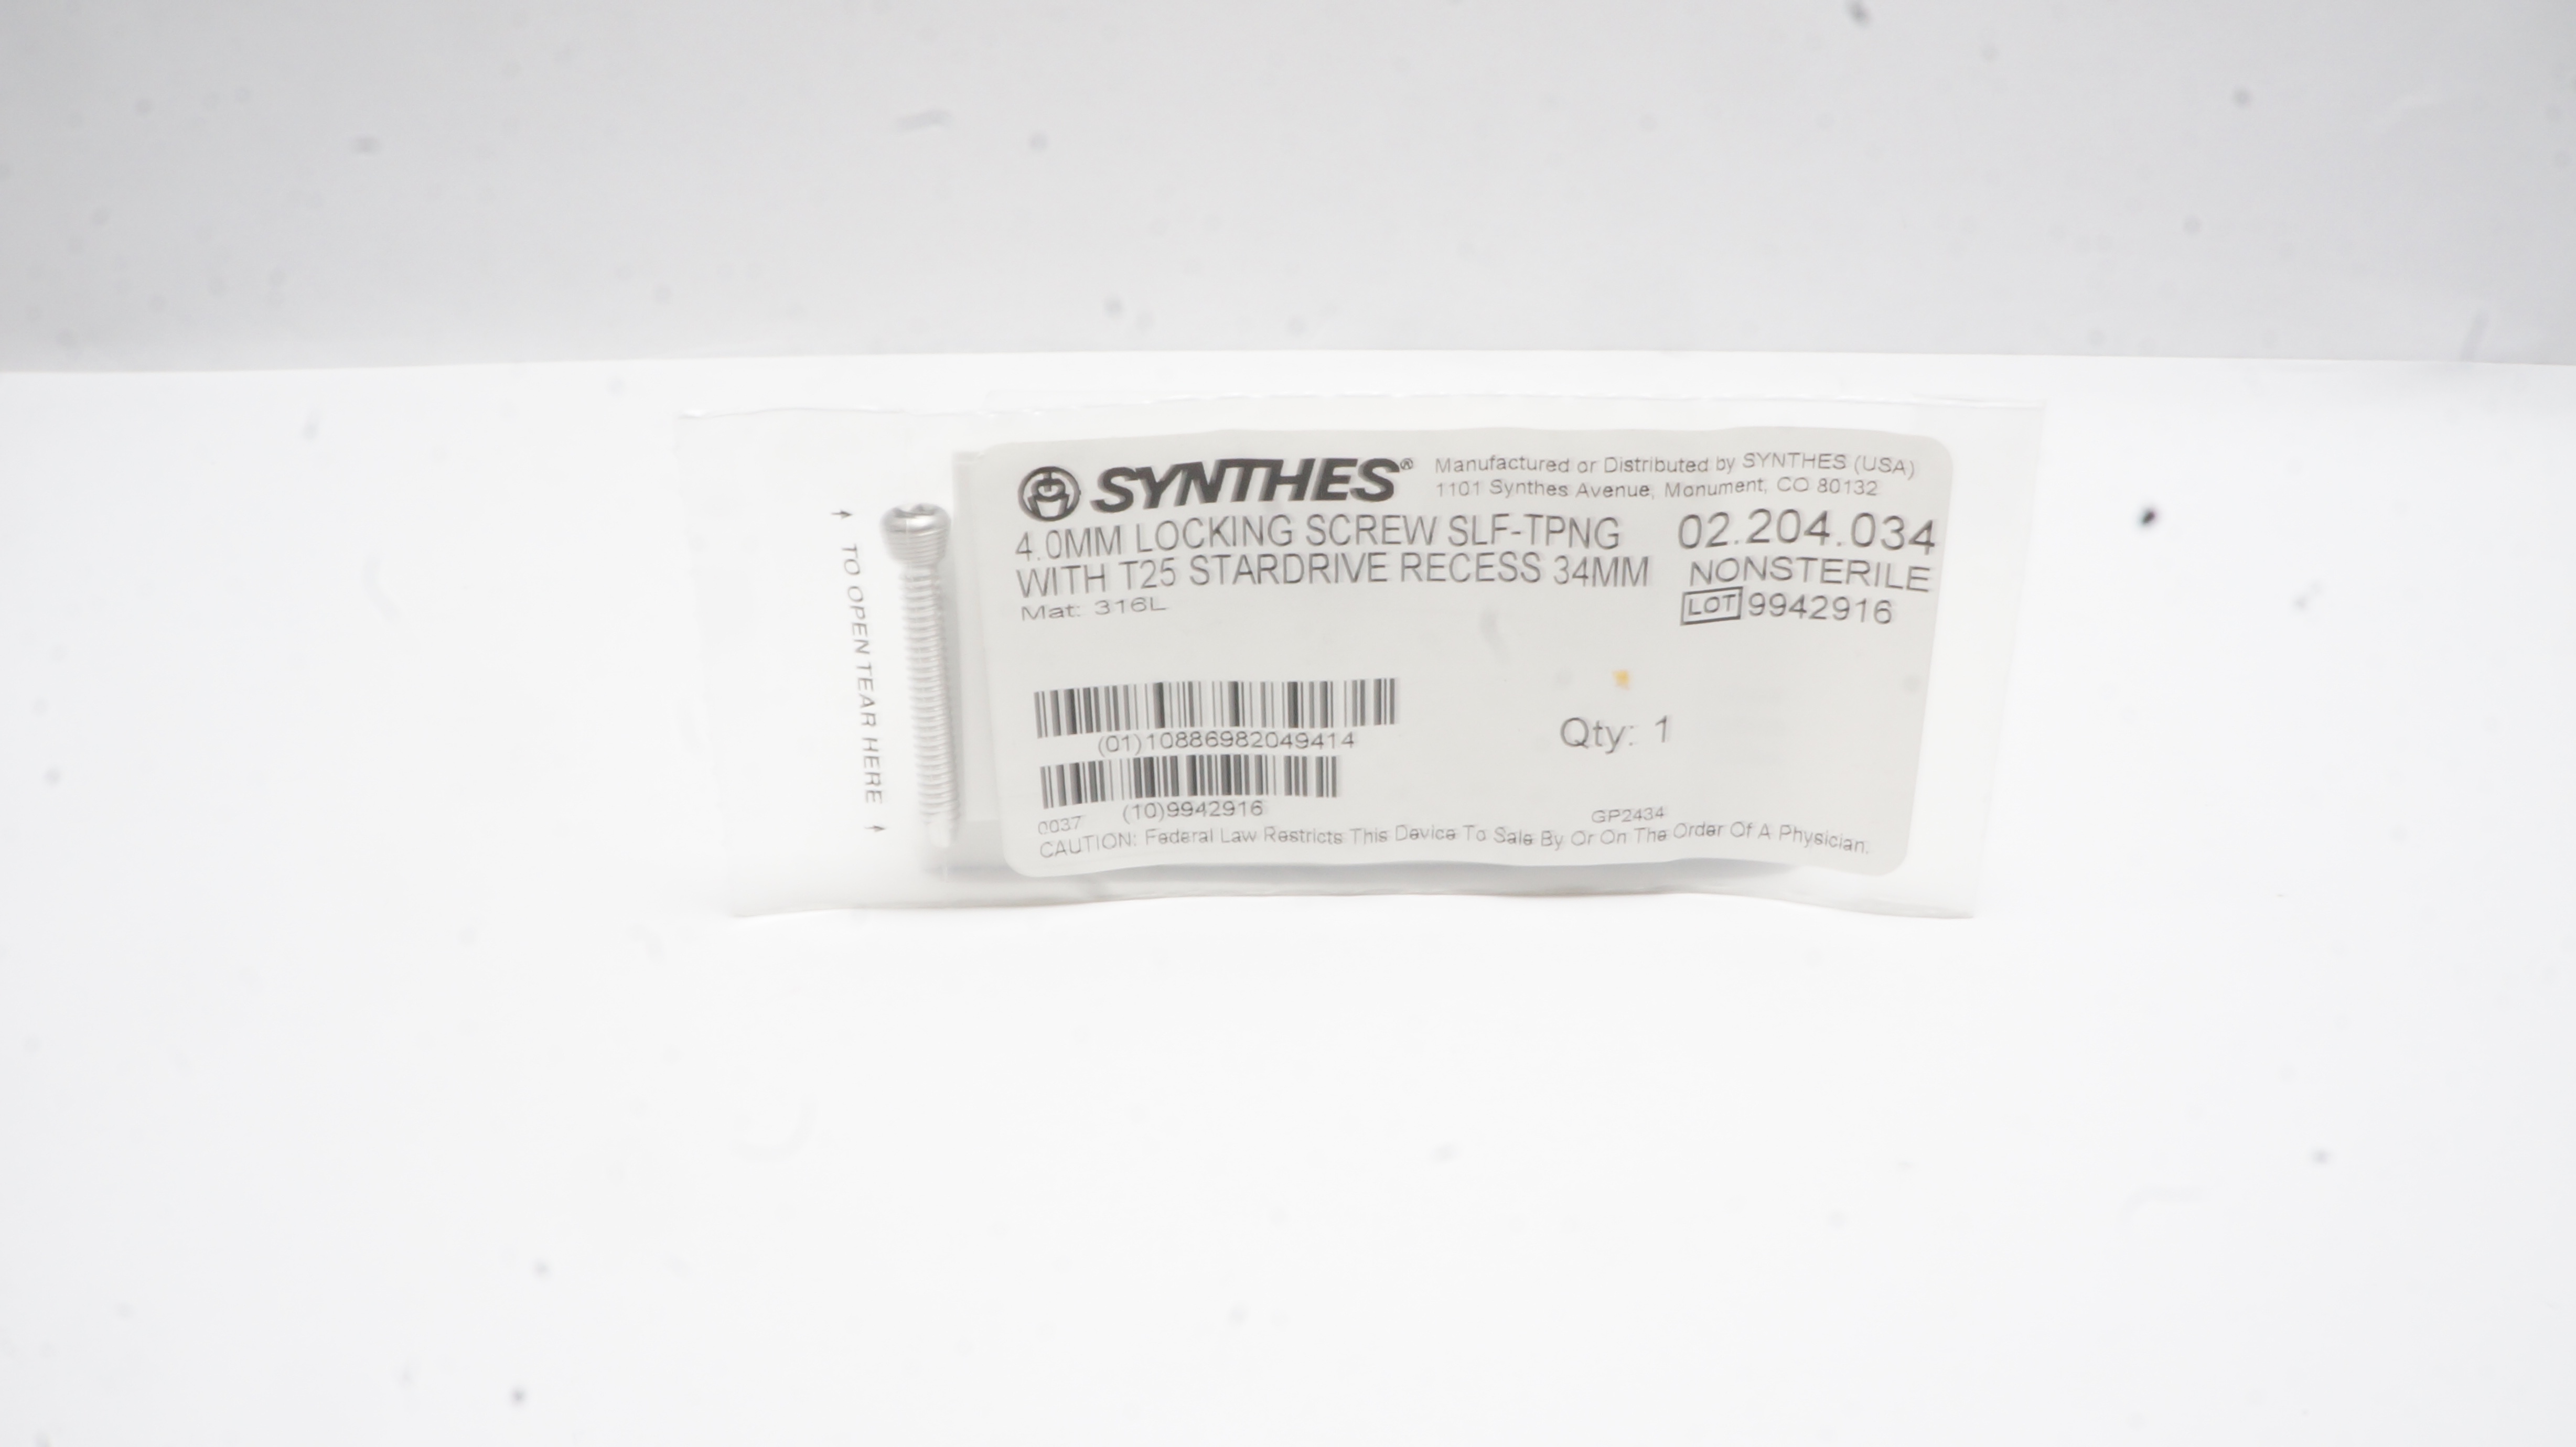 SYNTHES®
Manufactured or Distributed by SYNTHES (USA)
1101 Synthes Avenue, Monument, CO 80132
4.0MM LOCKING SCREW SLF-TPNG
WITH T25 STARDRIVE RECESS 34MM
Mat: 316L
02.204.034
NONSTERILE
LOT 9942916
(01)10886982049414
Qty: 1
(10)9942916
0037
GP2434
CAUTION: Federal Law Restricts This Device To Sale By Or On The Order Of A Physician.
TO OPEN TEAR HERE